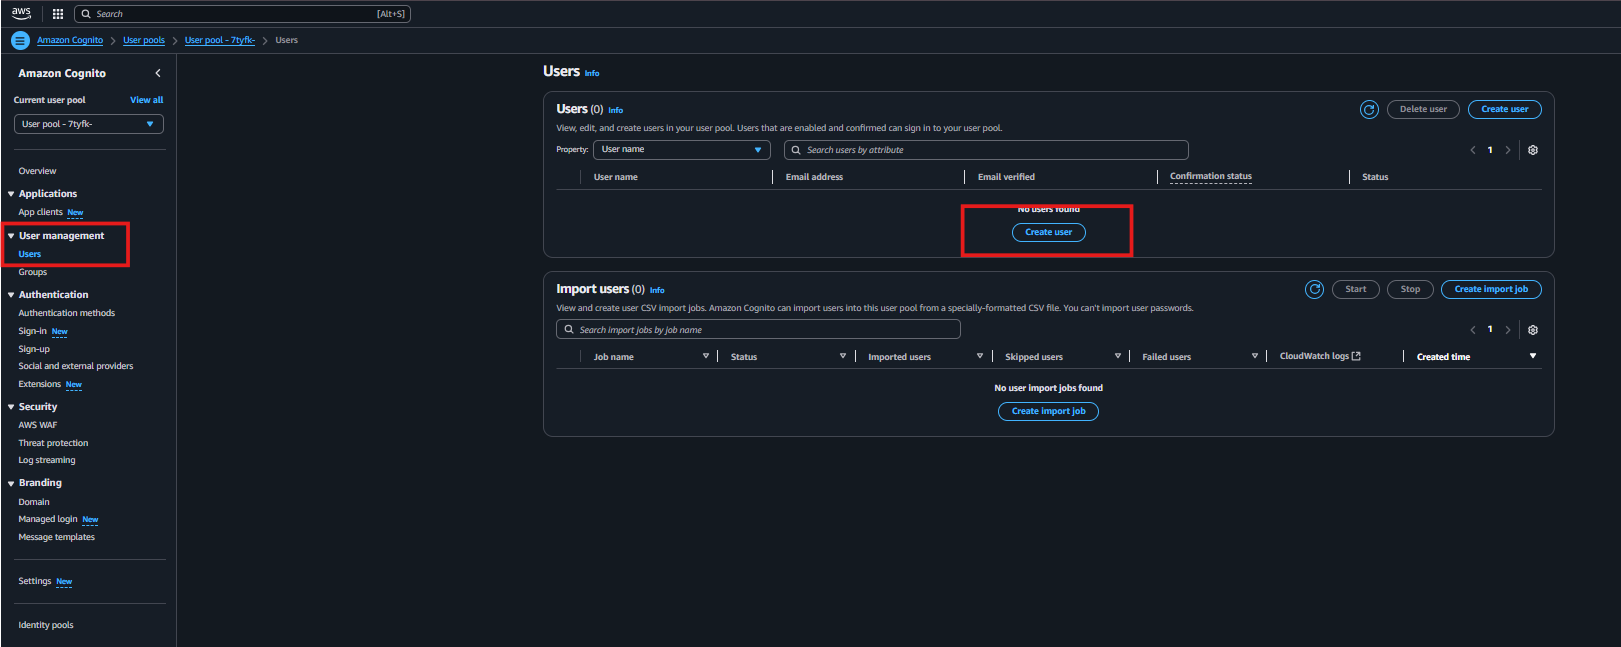 aws Search [Alt+S]
Amazon Cognito > User pools > User pool - 7tyfk- > Users
Amazon Cognito
Current user pool View all
User pool - 7tyfk-
Overview
Applications
App clients New
User management
Users
Groups
Authentication
Authentication methods
Sign-in New
Sign-up
Social and external providers
Extensions New
Security
AWS WAF
Threat protection
Log streaming
Branding
Domain
Managed login New
Message templates
Settings New
Identity pools
Users Info
Users (0) Info
Delete user Create user
View, edit, and create users in your user pool. Users that are enabled and confirmed can sign in to your user pool.
Property: User name Search users by attribute 1
User name Email address Email verified Confirmation status Status
No users found
Create user
Import users (0) Info
Start Stop Create import job
View and create user CSV import jobs. Amazon Cognito can import users into this user pool from a specially-formatted CSV file. You can't import user passwords.
Search import jobs by job name 1
Job name Status Imported users Skipped users Failed users CloudWatch logs Created time
No user import jobs found
Create import job